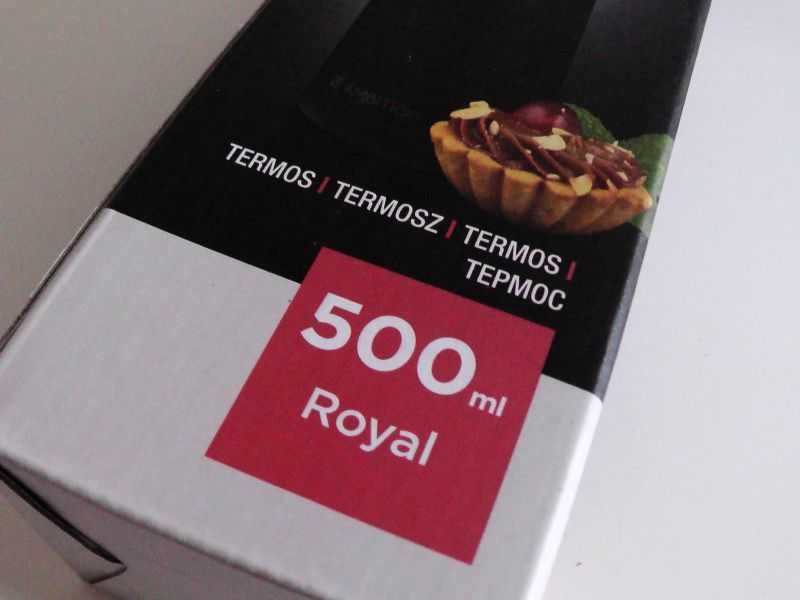 TERMOS | TERMOSZ | TERMOS |
ТЕРМОС
500 ml
Royal